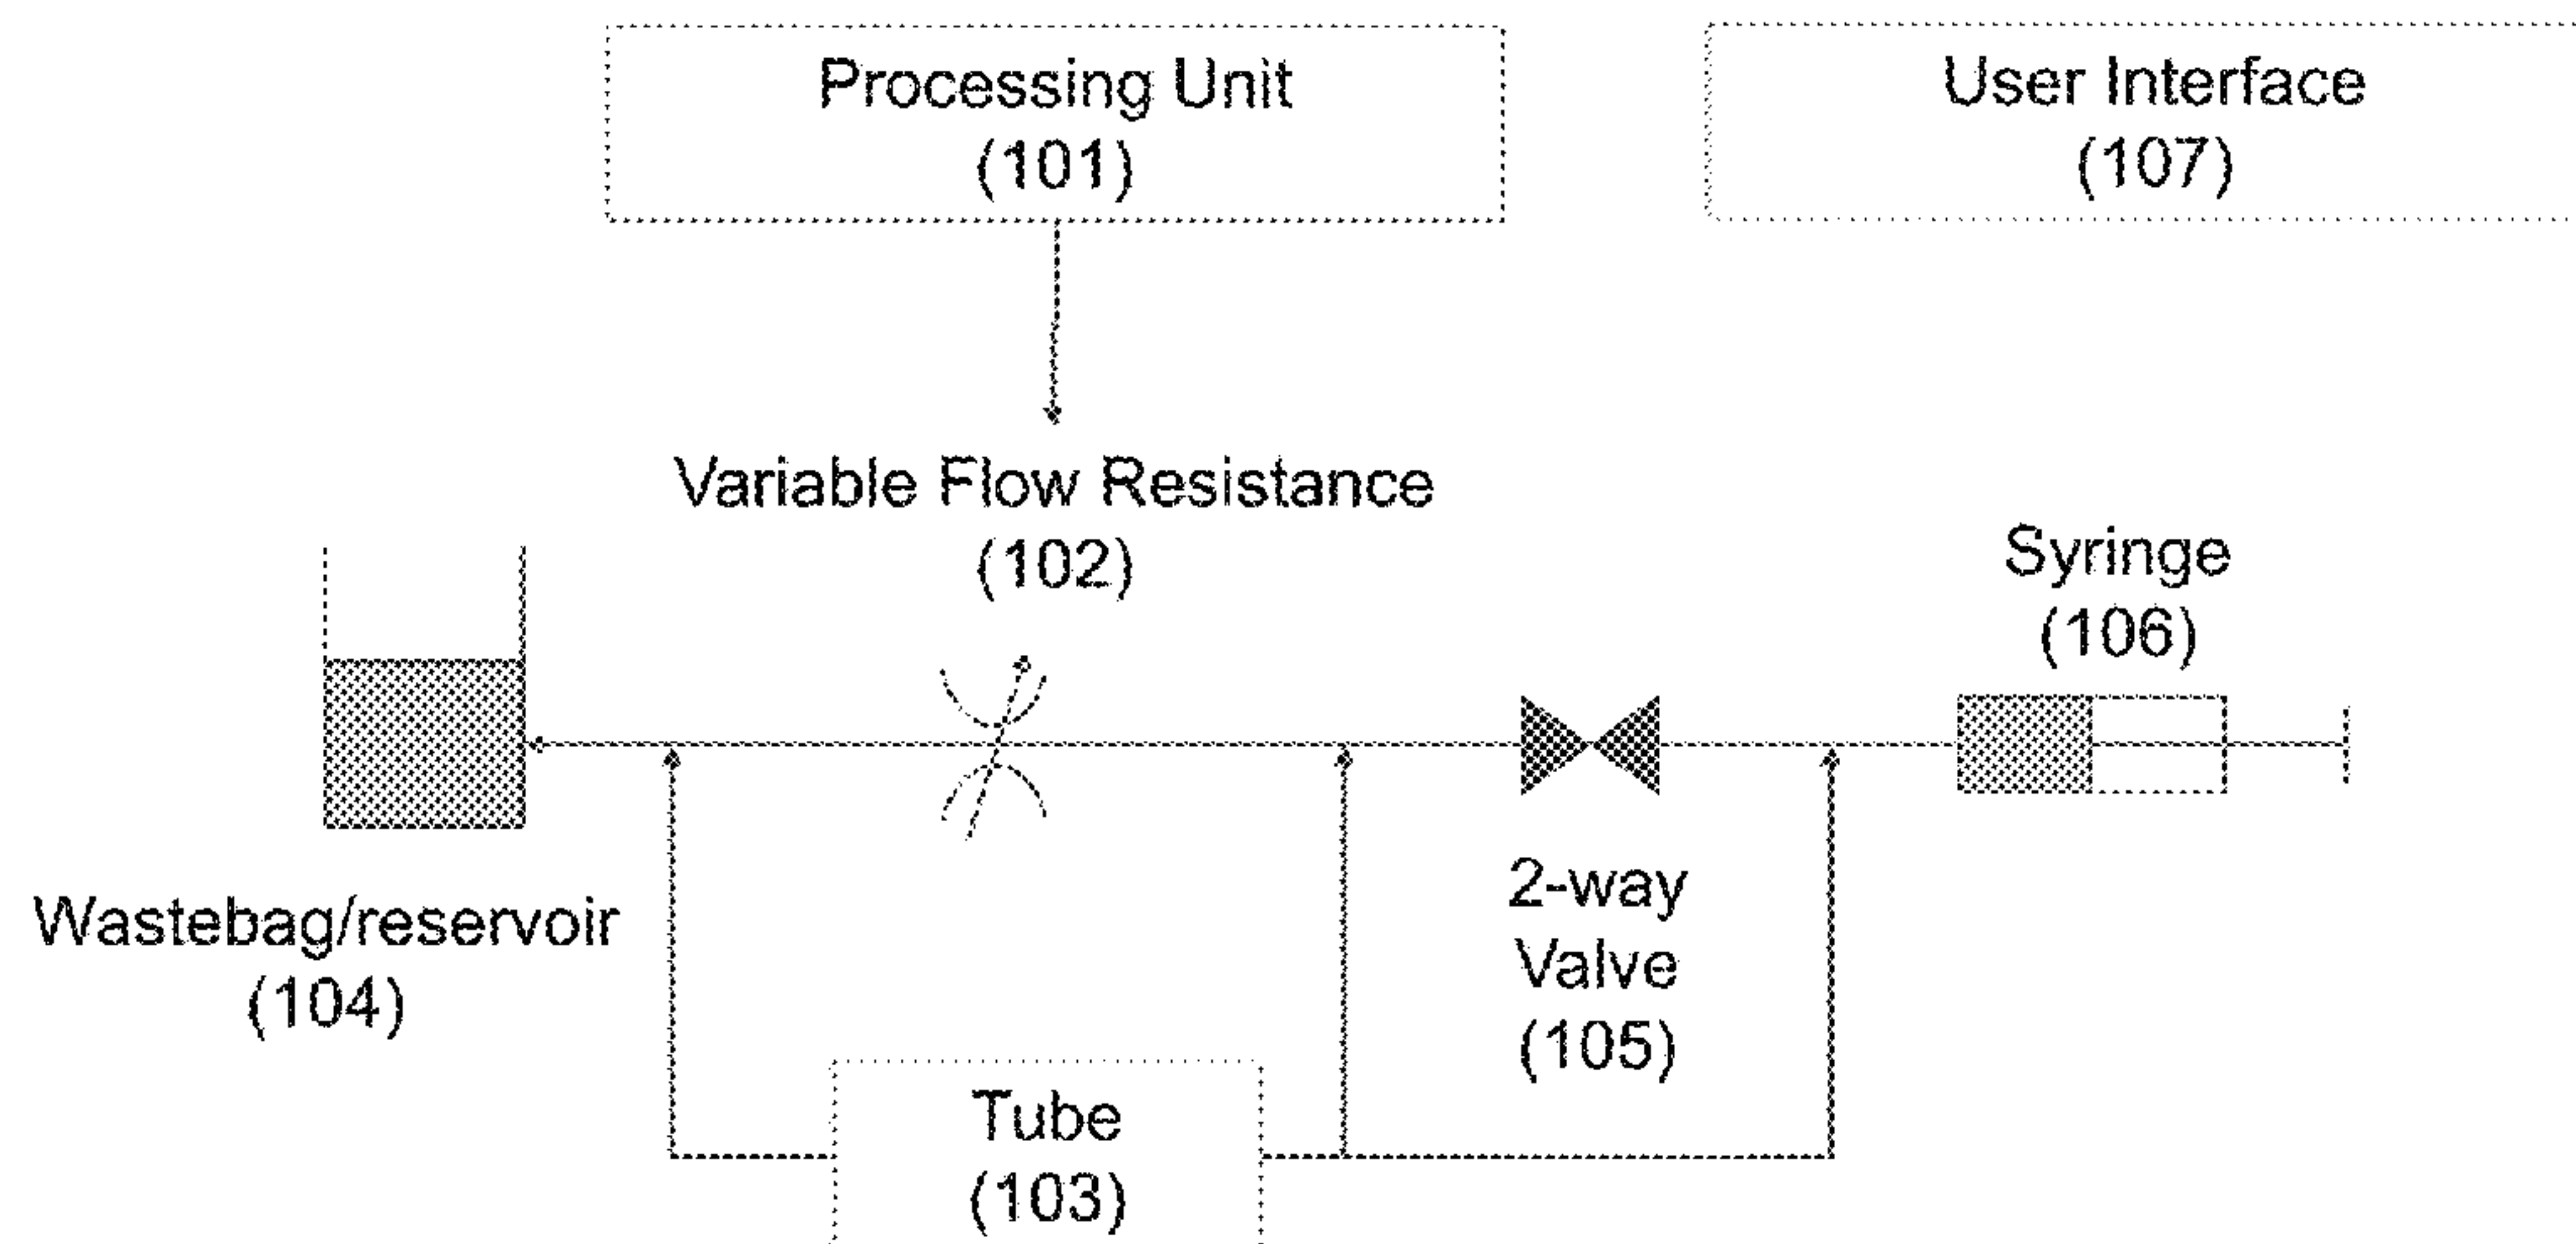 Processing Unit
(101)
User Interface
(107)
Variable Flow Resistance
(102)
Syringe
(106)
Wastebag/reservoir
(104)
2-way
Valve
(105)
Tube
(103)